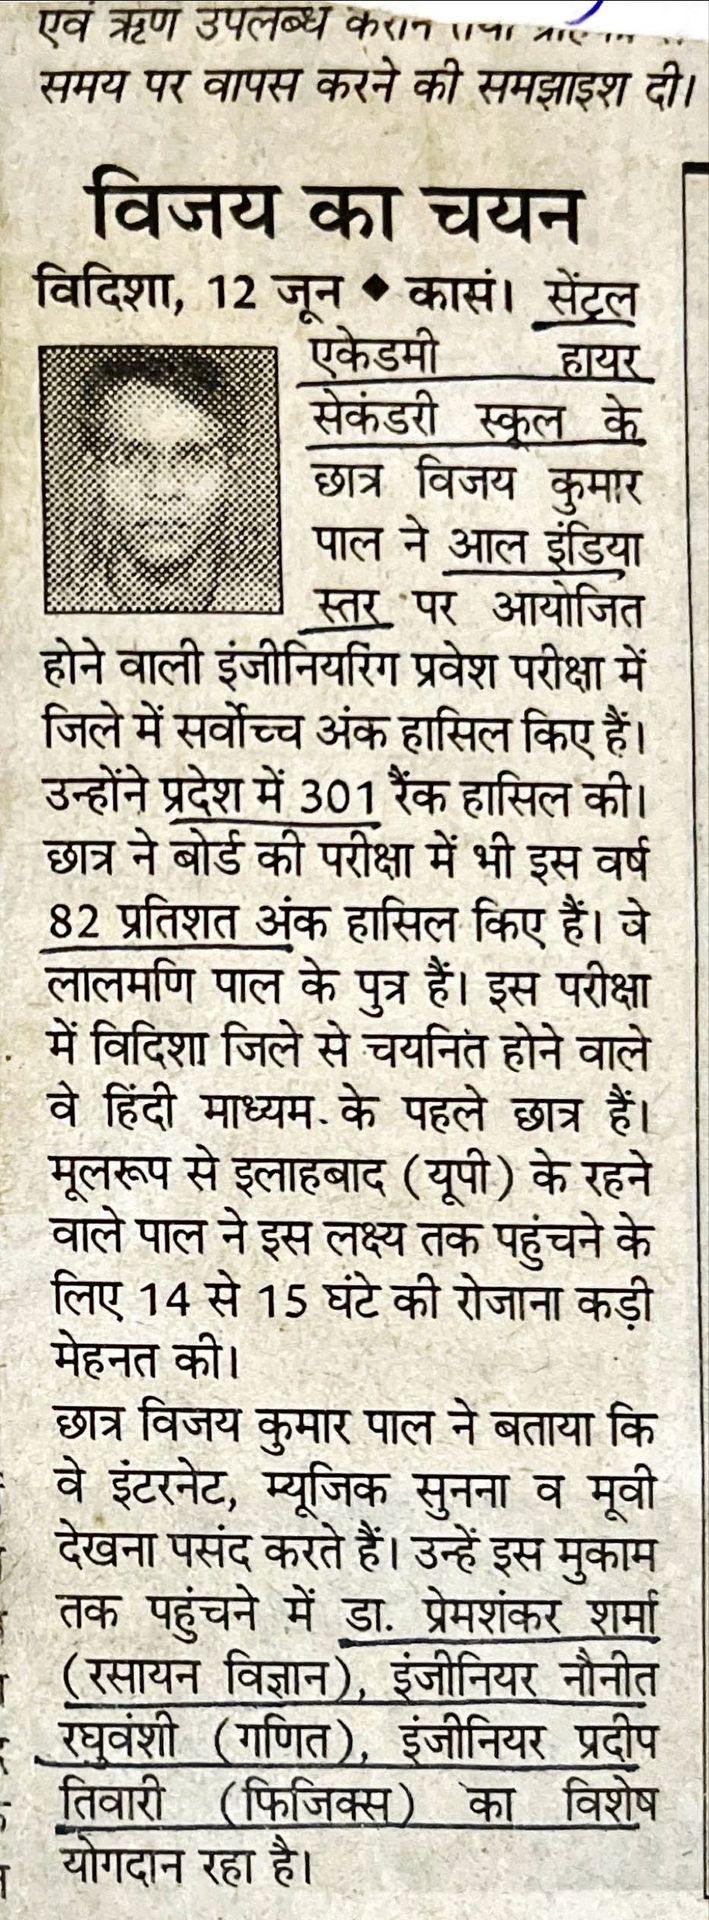 एवं ऋण उपलब्ध कराने तथा
समय पर वापस करने की समझाइश दी।
विजय का चयन
विदिशा, 12 जून ◆ कासं। सेंट्रल
एकेडमी हायर
सेकंडरी स्कूल के
छात्र विजय कुमार
पाल ने आल इंडिया
स्तर पर आयोजित
होने वाली इंजीनियरिंग प्रवेश परीक्षा में
जिले में सर्वोच्च अंक हासिल किए हैं।
उन्होंने प्रदेश में 301 रैंक हासिल की।
छात्र ने बोर्ड की परीक्षा में भी इस वर्ष
82 प्रतिशत अंक हासिल किए हैं। वे
लालमणि पाल के पुत्र हैं। इस परीक्षा
में विदिशा जिले से चयनित होने वाले
वे हिंदी माध्यम के पहले छात्र हैं।
मूलरूप से इलाहबाद (यूपी) के रहने
वाले पाल ने इस लक्ष्य तक पहुंचने के
लिए 14 से 15 घंटे की रोजाना कड़ी
मेहनत की।
छात्र विजय कुमार पाल ने बताया कि
वे इंटरनेट, म्यूजिक सुनना व मूवी
देखना पसंद करते हैं। उन्हें इस मुकाम
तक पहुंचने में डा. प्रेमशंकर शर्मा
(रसायन विज्ञान), इंजीनियर नौनीत
रघुवंशी (गणित), इंजीनियर प्रदीप
तिवारी (फिजिक्स) का विशेष
योगदान रहा है।